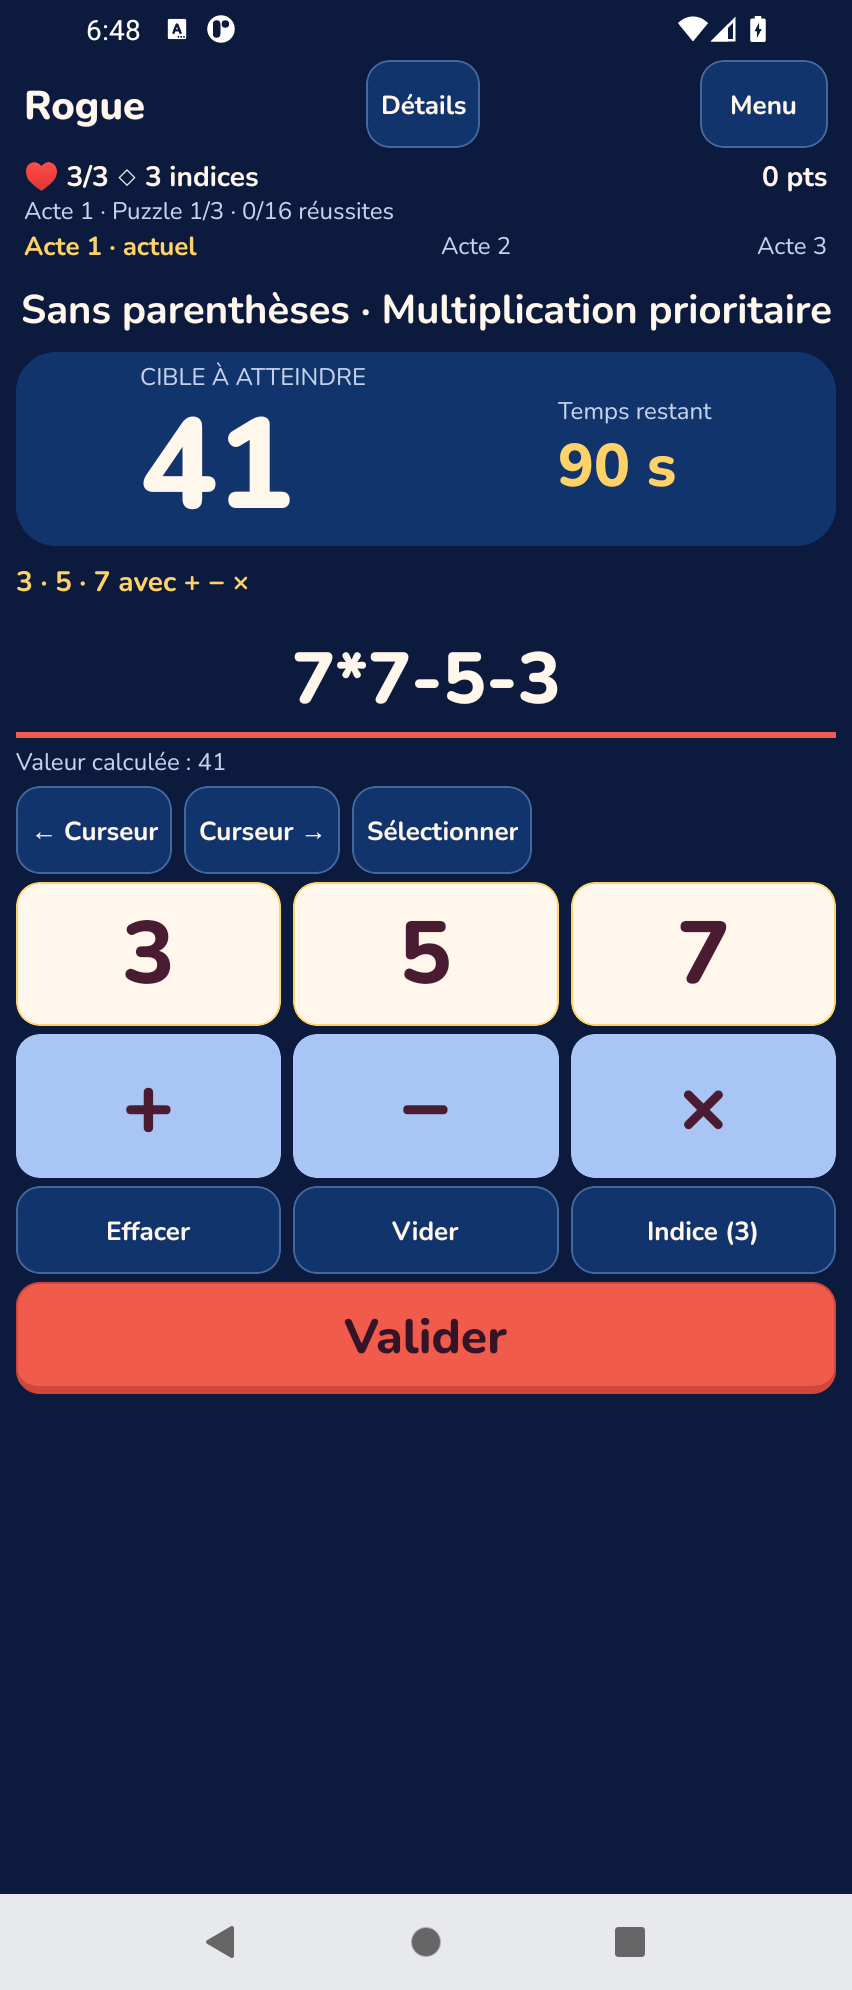 6:48
Rogue
Détails
Menu
❤️ 3/3 ◇ 3 indices
0 pts
Acte 1 · Puzzle 1/3 · 0/16 réussites
Acte 1 · actuel
Acte 2
Acte 3
Sans parenthèses · Multiplication prioritaire
CIBLE À ATTEINDRE
41
Temps restant
90 s
3 · 5 · 7 avec + − ×
7*7-5-3
Valeur calculée : 41
← Curseur
Curseur →
Sélectionner
3
5
7
+
−
×
Effacer
Vider
Indice (3)
Valider